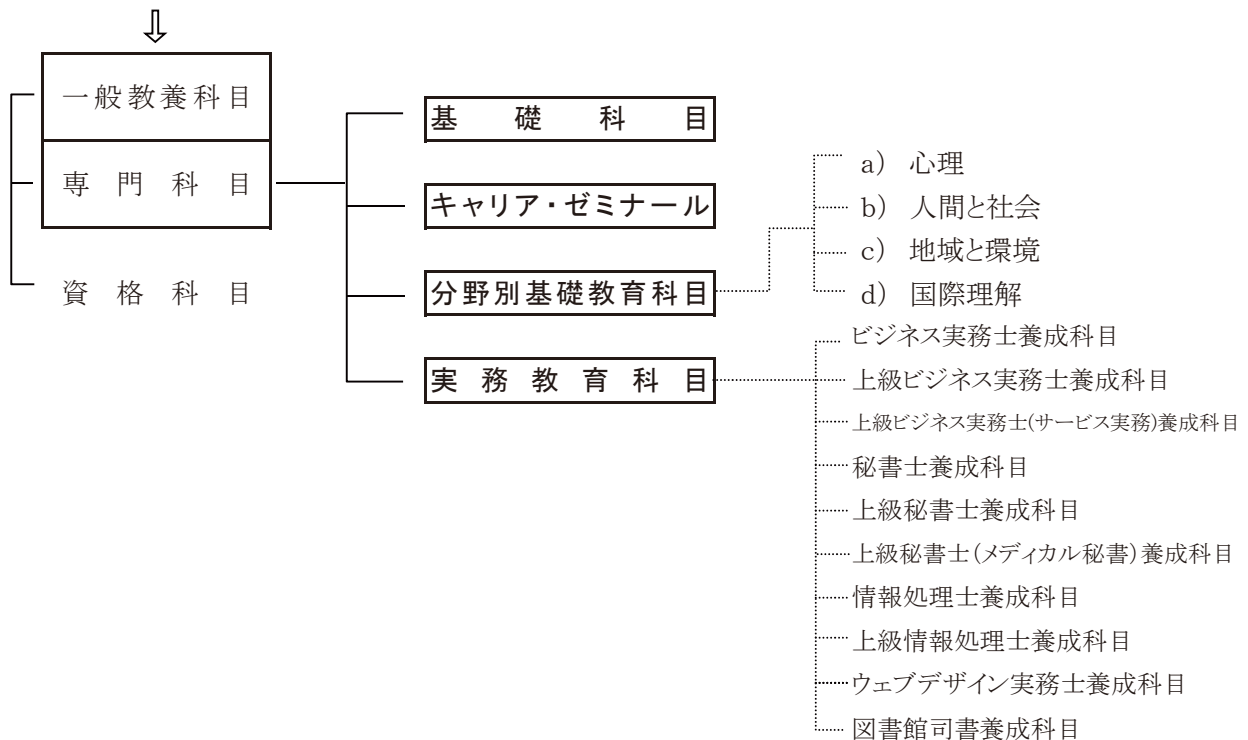 ⇩
一般教養科目
専門科目
資格科目
基礎科目
キャリア・ゼミナール
分野別基礎教育科目
実務教育科目
a) 心理
b) 人間と社会
c) 地域と環境
d) 国際理解
ビジネス実務士養成科目
上級ビジネス実務士養成科目
上級ビジネス実務士(サービス実務)養成科目
秘書士養成科目
上級秘書士養成科目
上級秘書士(メディカル秘書)養成科目
情報処理士養成科目
上級情報処理士養成科目
ウェブデザイン実務士養成科目
図書館司書養成科目